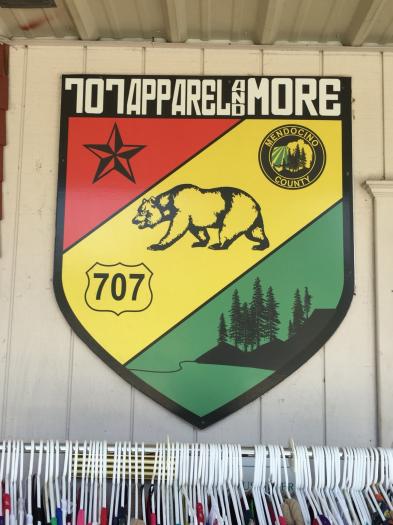 707 APPAREL AND MORE
MENDOCINO
COUNTY
707